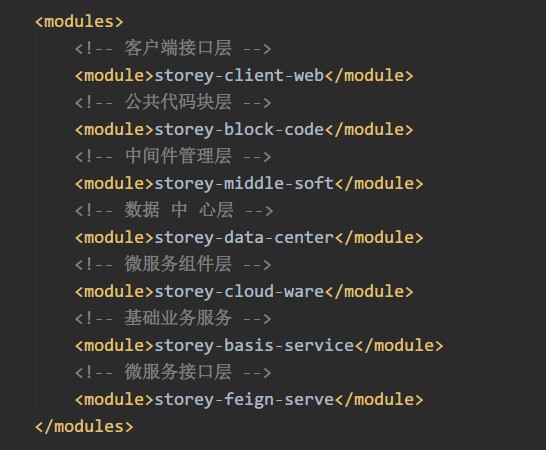 <modules>
<!-- 客户端接口层 -->
<module>storey-client-web</module>
<!-- 公共代码块层 -->
<module>storey-block-code</module>
<!-- 中间件管理层 -->
<module>storey-middle-soft</module>
<!-- 数据 中 心层 -->
<module>storey-data-center</module>
<!-- 微服务组件层 -->
<module>storey-cloud-ware</module>
<!-- 基础业务服务 -->
<module>storey-basis-service</module>
<!-- 微服务接口层 -->
<module>storey-feign-serve</module>
</modules>